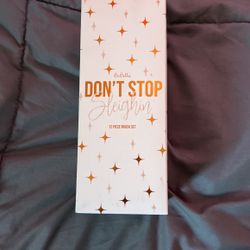 DON'T STOP
Sleighin
12 PIECE BRUSH SET